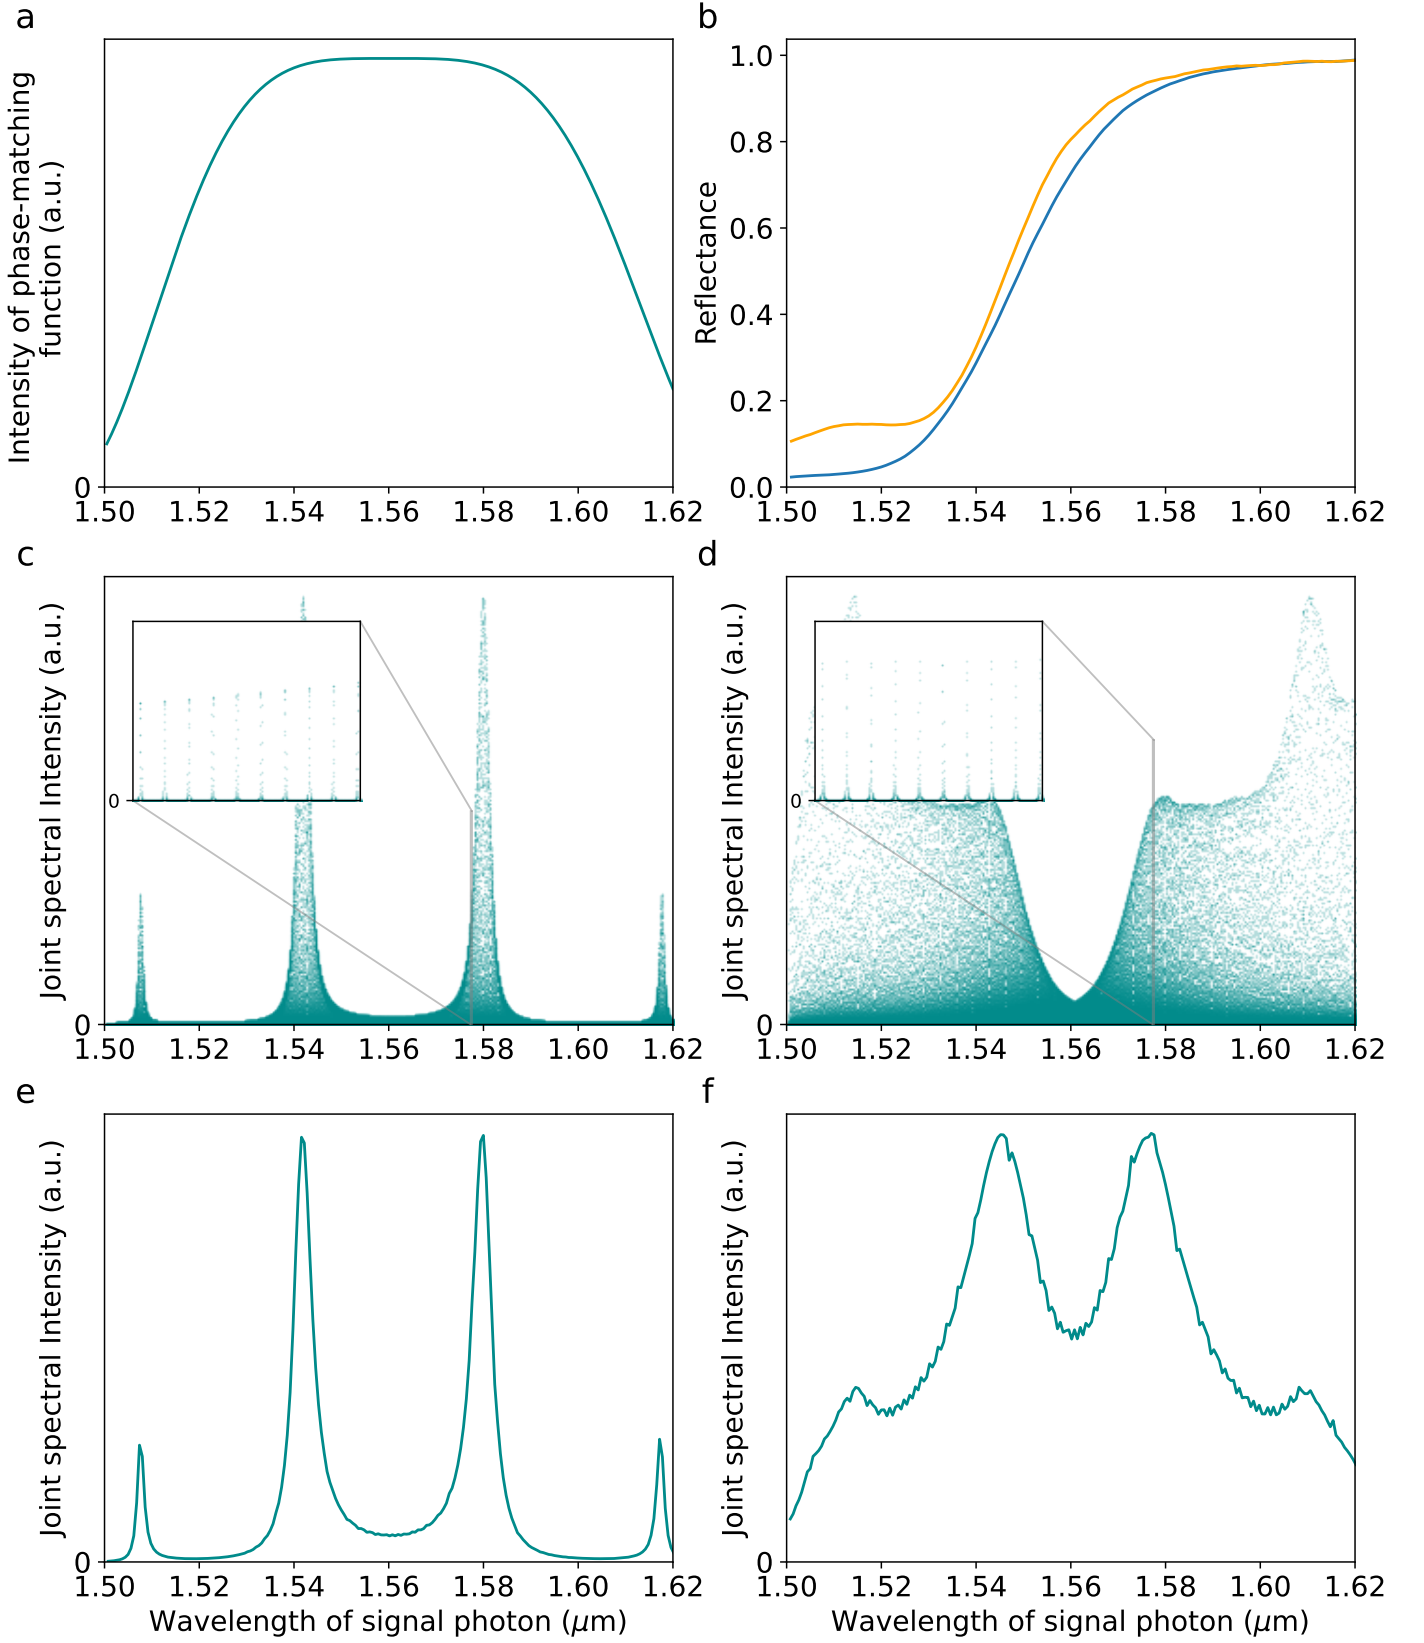 a
Intensity of phase-matching
function (a.u.)
0
1.50 1.52 1.54 1.56 1.58 1.60 1.62
b
Reflectance
1.0
0.8
0.6
0.4
0.2
0.0
1.50 1.52 1.54 1.56 1.58 1.60 1.62
c
Joint spectral Intensity (a.u.)
0
0
1.50 1.52 1.54 1.56 1.58 1.60 1.62
d
Joint spectral Intensity (a.u.)
0
0
1.50 1.52 1.54 1.56 1.58 1.60 1.62
e
Joint spectral Intensity (a.u.)
0
1.50 1.52 1.54 1.56 1.58 1.60 1.62
Wavelength of signal photon (μm)
f
Joint spectral Intensity (a.u.)
0
1.50 1.52 1.54 1.56 1.58 1.60 1.62
Wavelength of signal photon (μm)